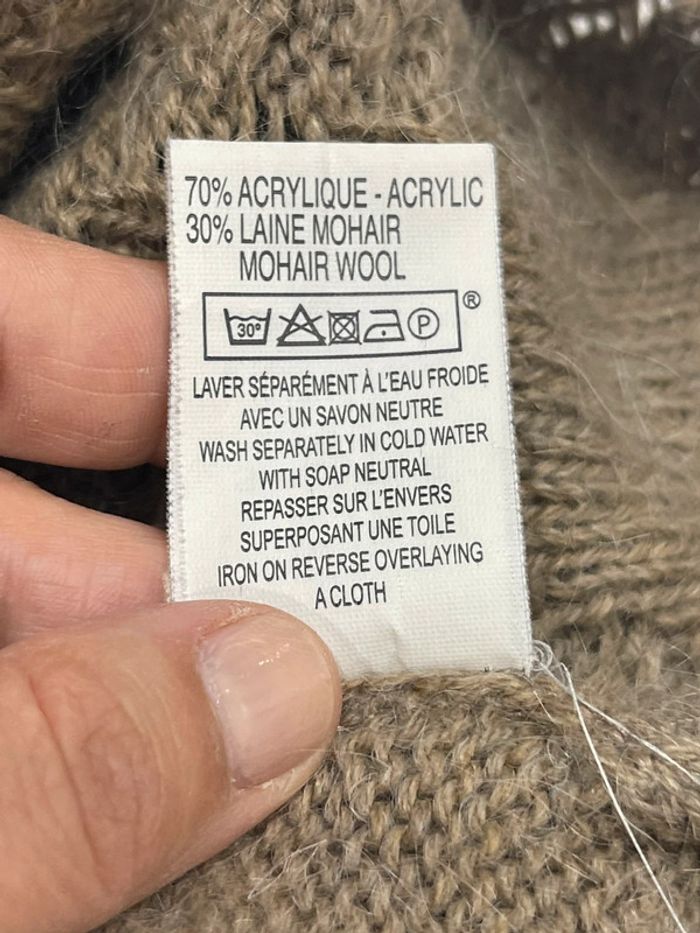 70% ACRYLIQUE - ACRYLIC
30% LAINE MOHAIR
MOHAIR WOOL
30° P ®
LAVER SÉPARÉMENT À L'EAU FROIDE
AVEC UN SAVON NEUTRE
WASH SEPARATELY IN COLD WATER
WITH SOAP NEUTRAL
REPASSER SUR L'ENVERS
SUPERPOSANT UNE TOILE
IRON ON REVERSE OVERLAYING
A CLOTH